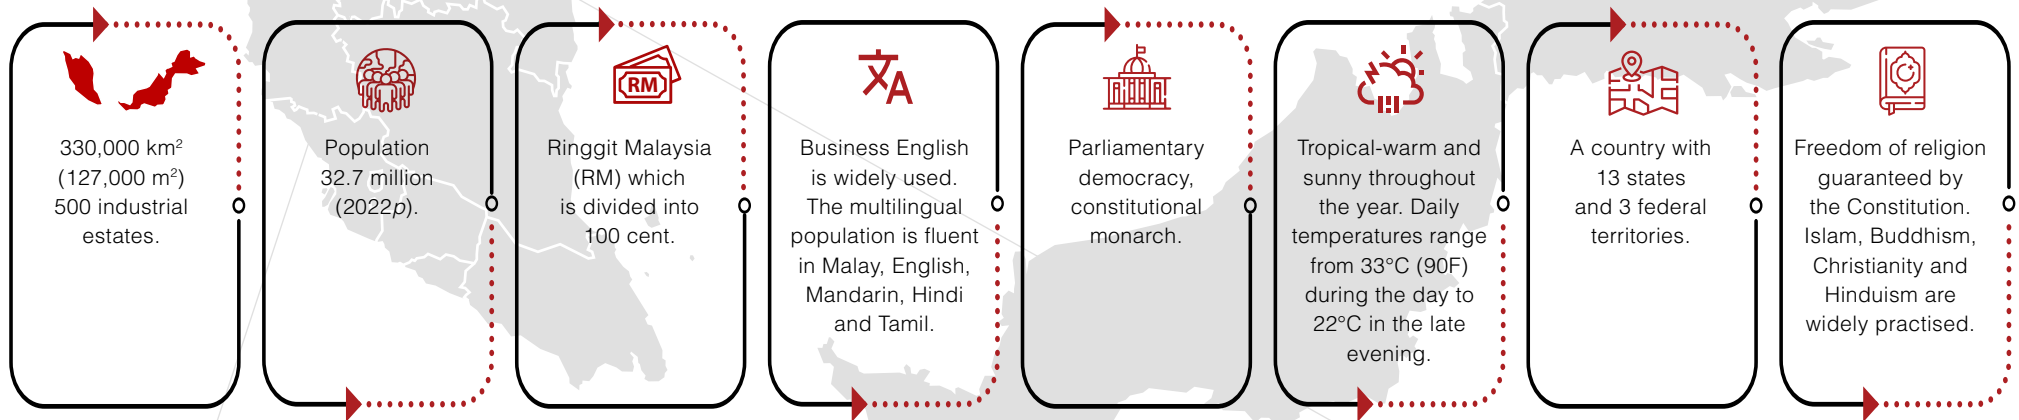 330,000 km²
(127,000 m²)
500 industrial
estates.
Population
32.7 million
(2022p).
RM
Ringgit Malaysia
(RM) which
is divided into
100 cent.
文A
Business English
is widely used.
The multilingual
population is fluent
in Malay, English,
Mandarin, Hindi
and Tamil.
Parliamentary
democracy,
constitutional
monarch.
Tropical-warm and
sunny throughout
the year. Daily
temperatures range
from 33°C (90F)
during the day to
22°C in the late
evening.
A country with
13 states
and 3 federal
territories.
Freedom of religion
guaranteed by
the Constitution.
Islam, Buddhism,
Christianity and
Hinduism are
widely practised.